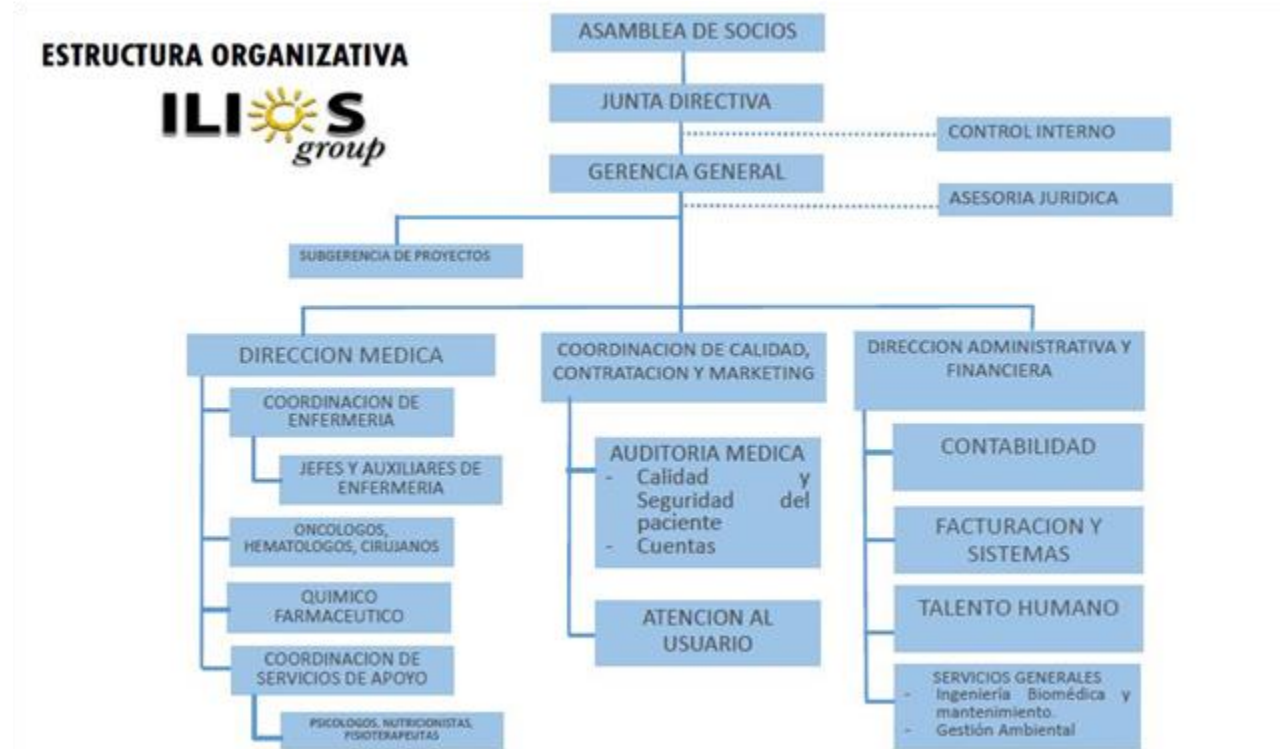 ESTRUCTURA ORGANIZATIVA
ILIOS
group
ASAMBLEA DE SOCIOS
JUNTA DIRECTIVA
CONTROL INTERNO
GERENCIA GENERAL
ASESORIA JURIDICA
SUBGERENCIA DE PROYECTOS
DIRECCION MEDICA
COORDINACION DE
ENFERMERIA
JEFES Y AUXILIARES DE
ENFERMERIA
ONCOLOGOS,
HEMATOLOGOS, CIRUJANOS
QUIMICO
FARMACEUTICO
COORDINACION DE
SERVICIOS DE APOYO
PSICOLOGOS, NUTRICIONISTAS,
FISIOTERAPEUTAS
COORDINACION DE CALIDAD,
CONTRATACION Y MARKETING
AUDITORIA MEDICA
- Calidad y
Seguridad del
paciente
- Cuentas
ATENCION AL
USUARIO
DIRECCION ADMINISTRATIVA Y
FINANCIERA
CONTABILIDAD
FACTURACION Y
SISTEMAS
TALENTO HUMANO
SERVICIOS GENERALES
- Ingeniería Biomédica y
mantenimiento.
- Gestión Ambiental